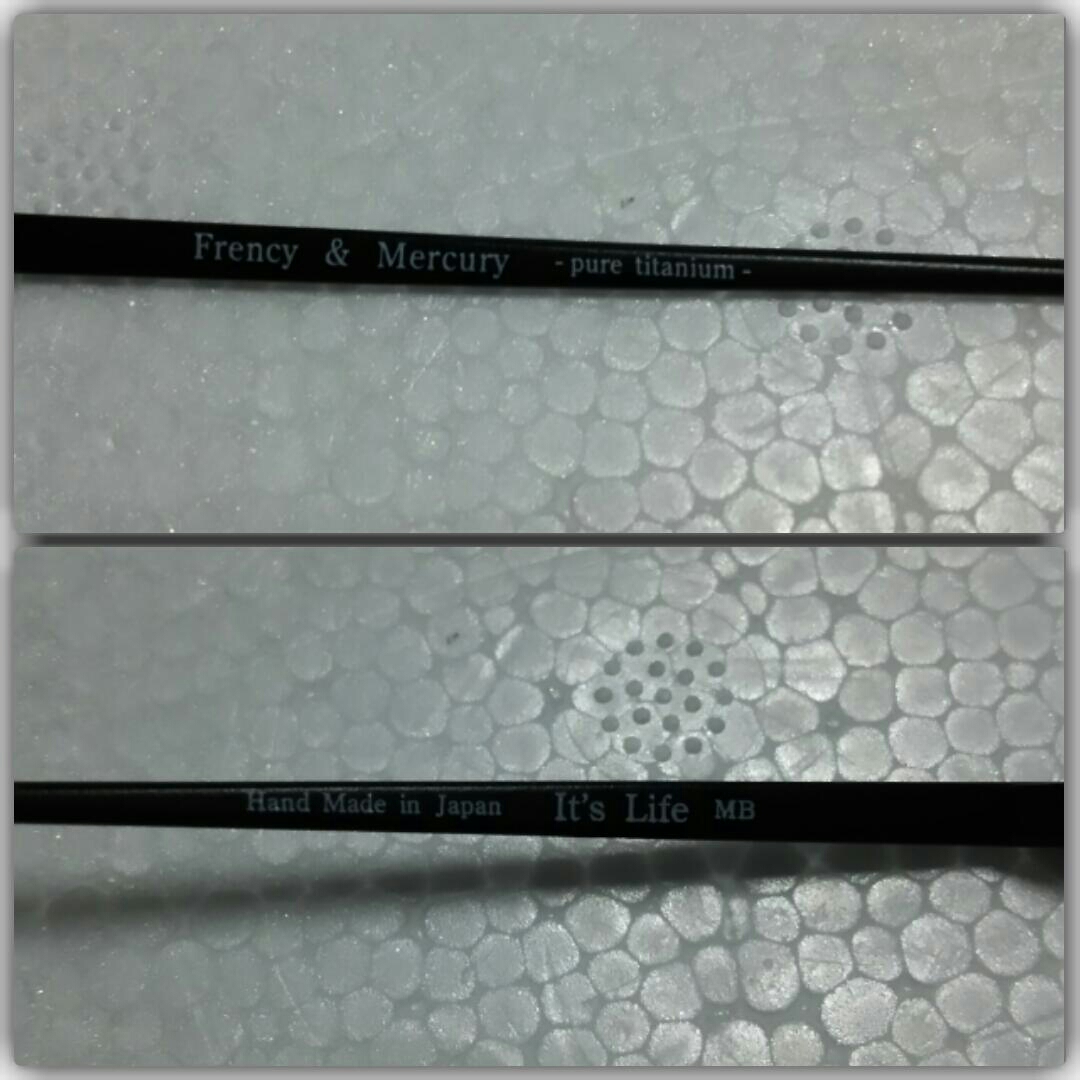 Frency & Mercury - pure titanium -
Hand Made in Japan It's Life MB